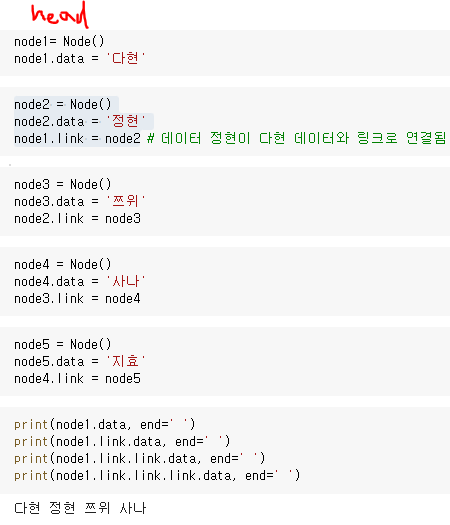 head
node1= Node()
node1.data = '다현'
node2 = Node()
node2.data = '정현'
node1.link = node2 # 데이터 정현이 다현 데이터와 링크로 연결됨
node3 = Node()
node3.data = '쯔위'
node2.link = node3
node4 = Node()
node4.data = '사나'
node3.link = node4
node5 = Node()
node5.data = '지효'
node4.link = node5
print(node1.data, end=' ')
print(node1.link.data, end=' ')
print(node1.link.link.data, end=' ')
print(node1.link.link.link.data, end=' ')
다현 정현 쯔위 사나